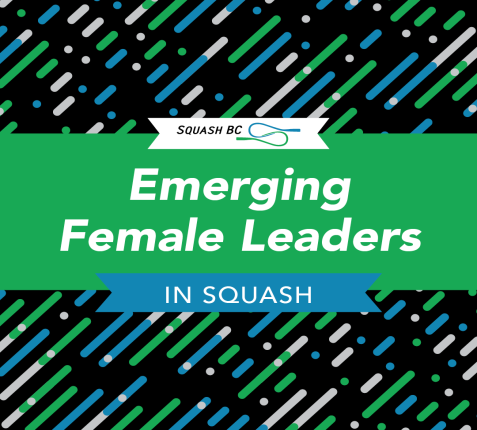 SQUASH BC
Emerging
Female Leaders
IN SQUASH